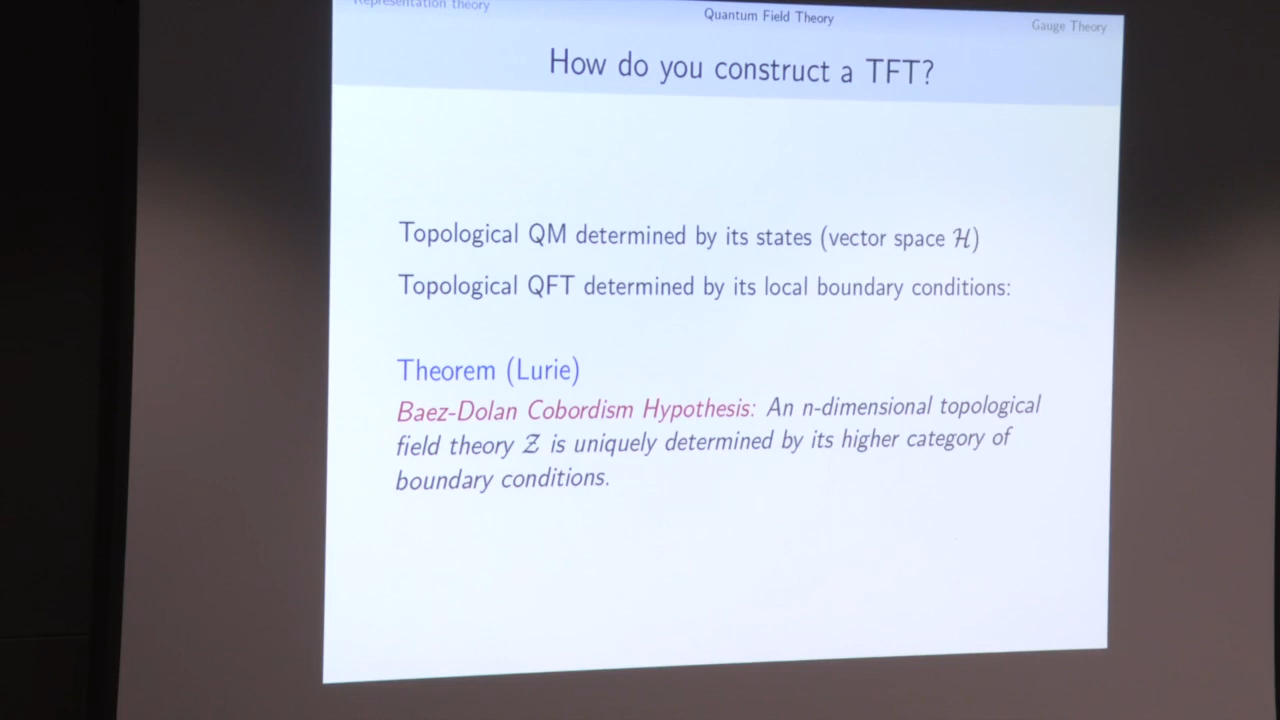 Representation theory
Quantum Field Theory
Gauge Theory
How do you construct a TFT?
Topological QM determined by its states (vector space ℋ)
Topological QFT determined by its local boundary conditions:
Theorem (Lurie)
Baez-Dolan Cobordism Hypothesis: An n-dimensional topological
field theory 𝒵 is uniquely determined by its higher category of
boundary conditions.